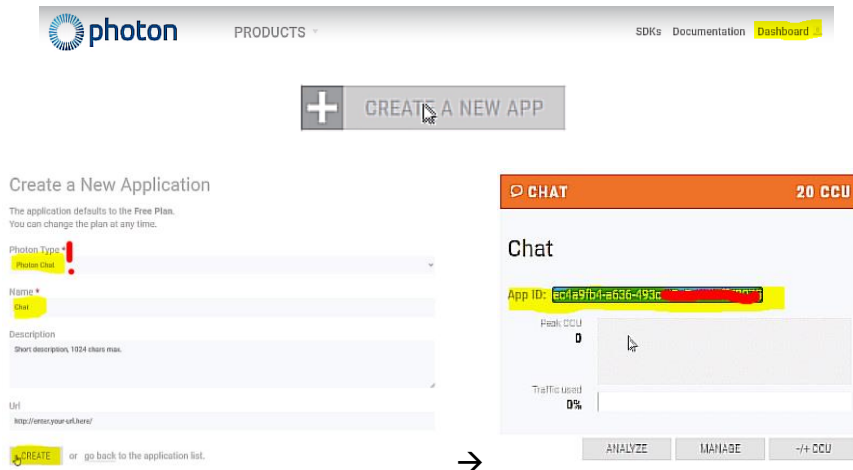 photon PRODUCTS SDKs Documentation Dashboard
CREATE A NEW APP
Create a New Application
The application defaults to the Free Plan.
You can change the plan at any time.
Photon Type *
Photon Chat
Name *
Chat
Description
Short description, 1024 chars max.
Url
http://enter.your-url.here/
CREATE or go back to the application list.
→
CHAT 20 CCU
Chat
App ID: ec4a9fb4-a636-493c
Peak CCU
0
Traffic used
0%
ANALYZE MANAGE -/+ CCU